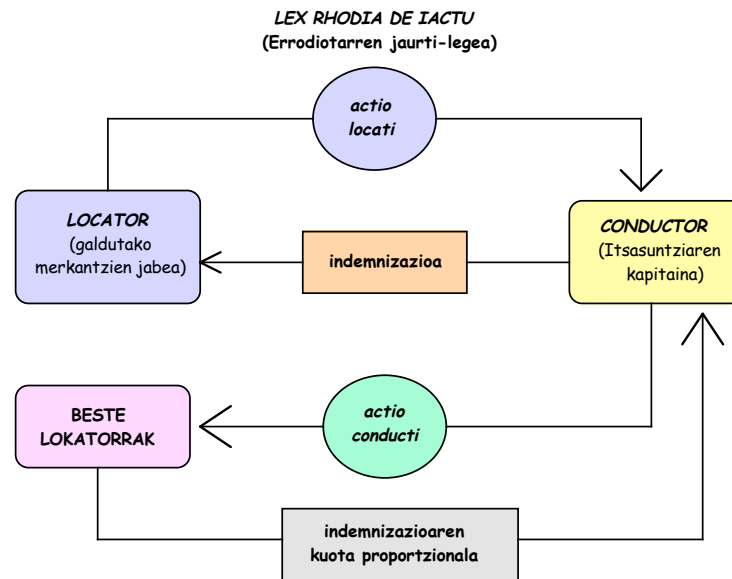 LEX RHODIA DE IACTU
(Errodiotarren jaurti-legea)
actio
locati
LOCATOR
(galdutako
merkantzien jabea)
indemnizazioa
CONDUCTOR
(Itsasuntziaren
kapitaina)
BESTE
LOKATORRAK
actio
conducti
indemnizazioaren
kuota proportzionala